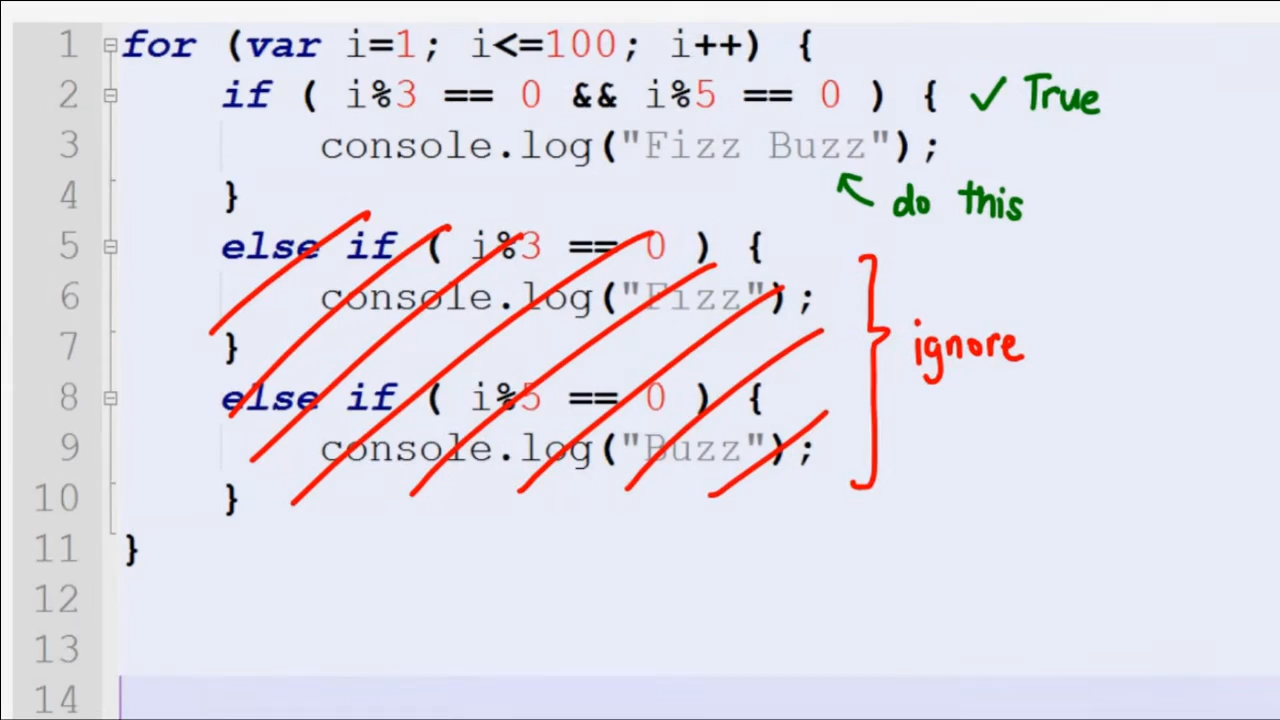 1 for (var i=1; i<=100; i++) {
2 if ( i%3 == 0 && i%5 == 0 ) { ✓ True
3 console.log("Fizz Buzz");
4 }
do this
5 else if ( i%3 == 0 ) {
6 console.log("Fizz");
7 }
ignore
8 else if ( i%5 == 0 ) {
9 console.log("Buzz");
10 }
11 }
12
13
14